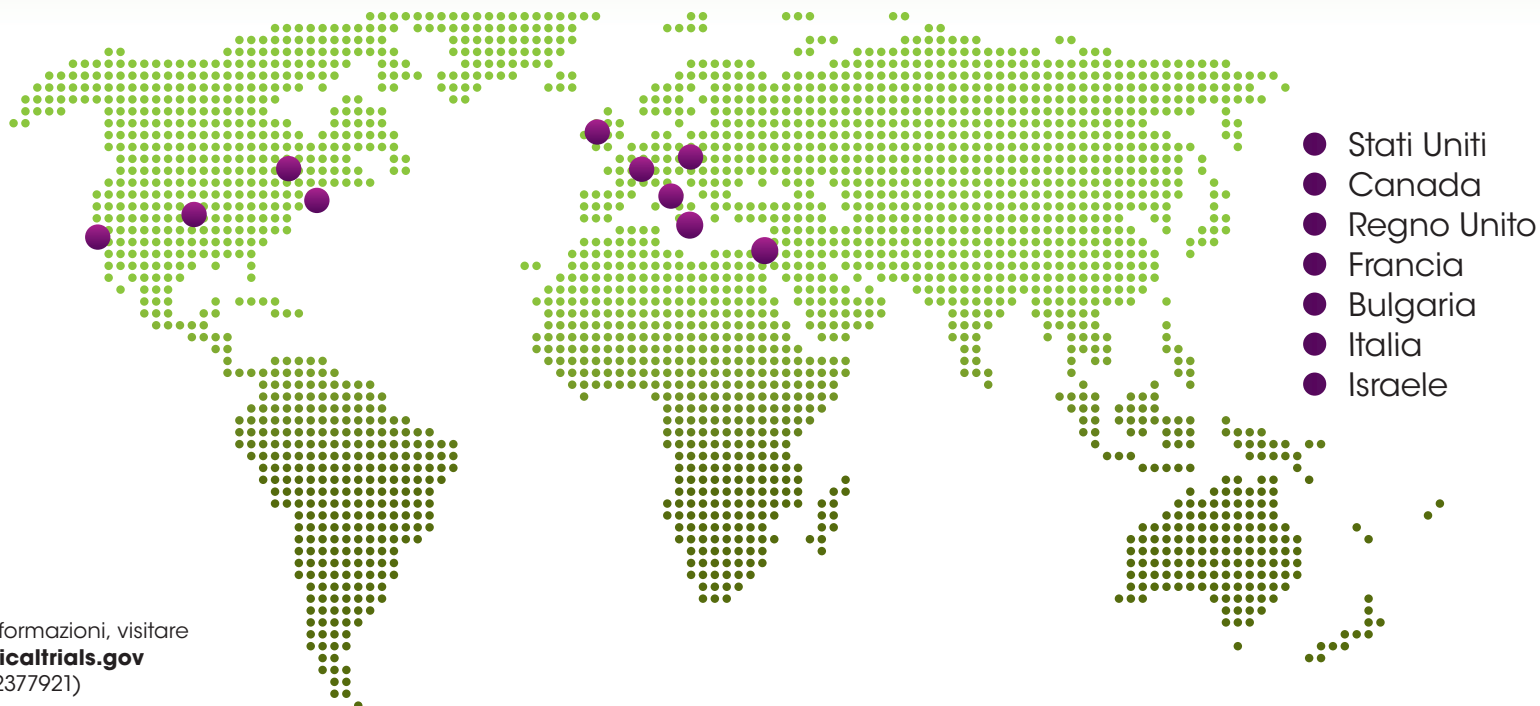 Stati Uniti
Canada
Regno Unito
Francia
Bulgaria
Italia
Israele
formazioni, visitare
icaltrials.gov
2377921)